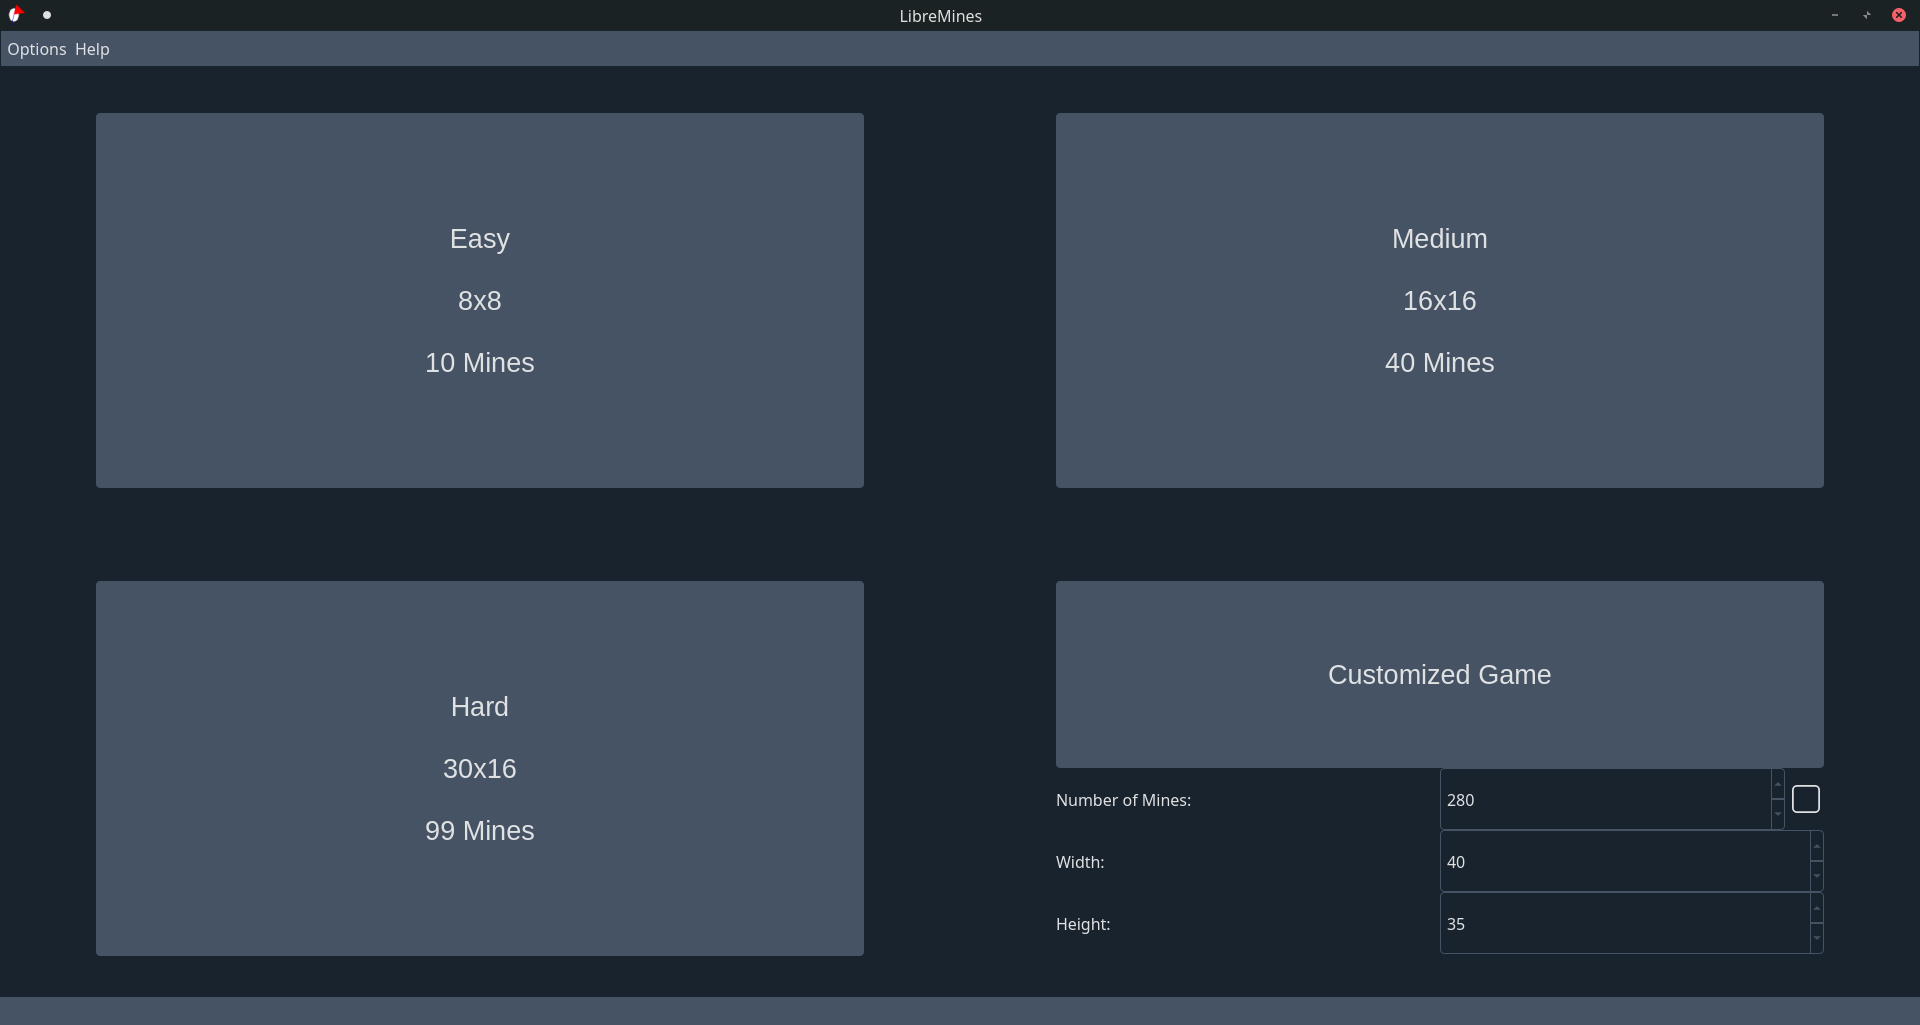 LibreMines
Options Help
Easy
8x8
10 Mines
Medium
16x16
40 Mines
Hard
30x16
99 Mines
Customized Game
Number of Mines: 280
Width: 40
Height: 35